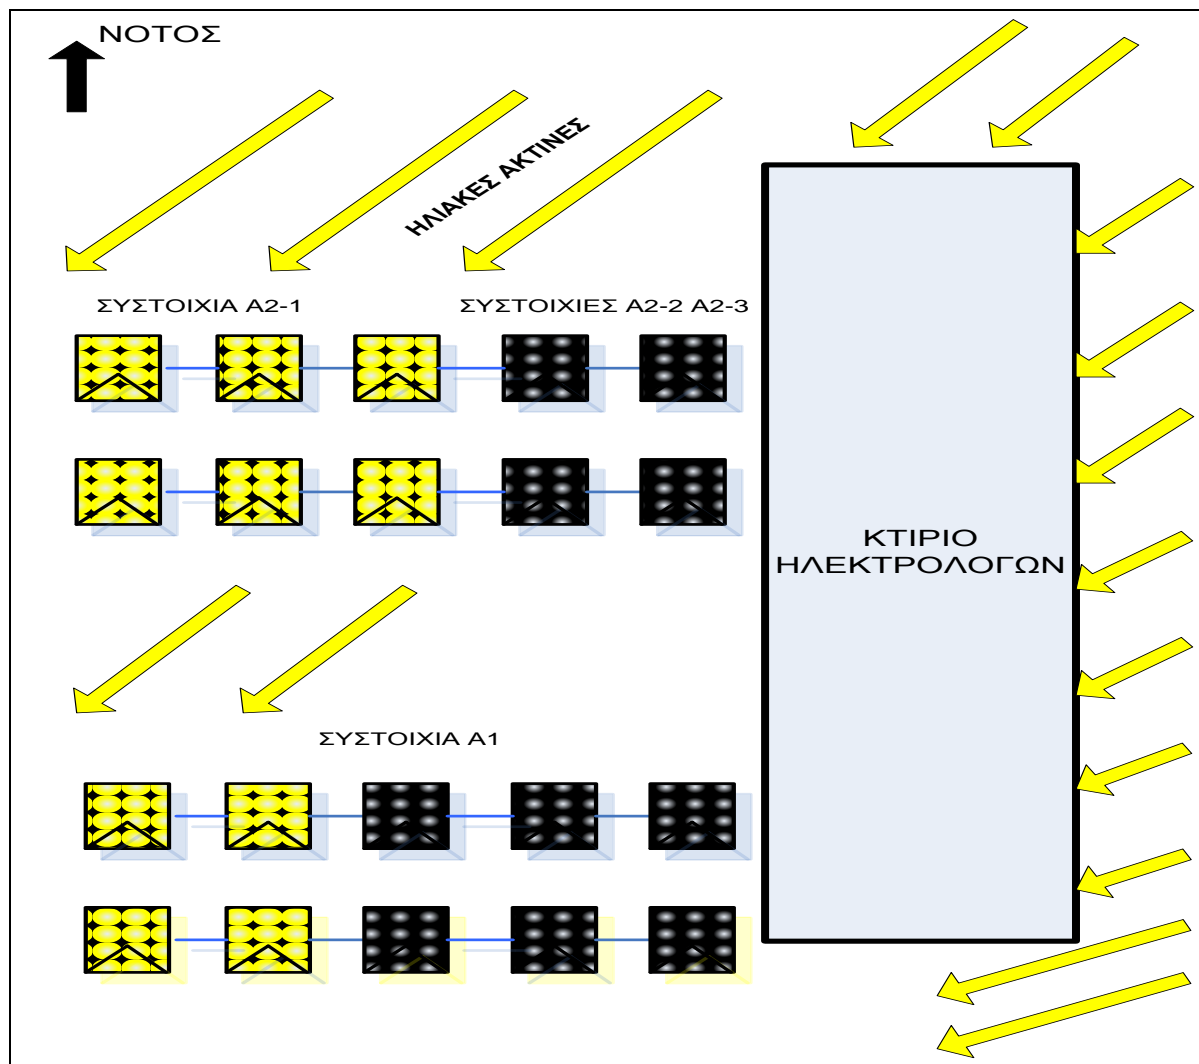 ΝΟΤΟΣ
ΗΛΙΑΚΕΣ ΑΚΤΙΝΕΣ
ΣΥΣΤΟΙΧΙΑ Α2-1
ΣΥΣΤΟΙΧΙΕΣ Α2-2 Α2-3
ΚΤΙΡΙΟ
ΗΛΕΚΤΡΟΛΟΓΩΝ
ΣΥΣΤΟΙΧΙΑ Α1